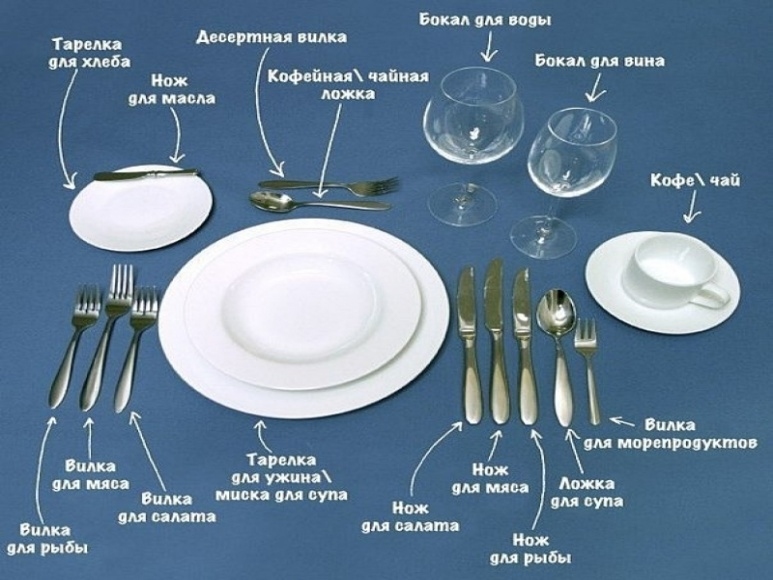 Бокал для воды
Десертная вилка
Тарелка
для хлеба
Бокал для вина
Нож
для масла
Кофейная\ чайная
ложка
Кофе\ чай
Вилка
для морепродуктов
Тарелка
для ужина\
миска для супа
Вилка
для мяса
Нож
для мяса
Ложка
для супа
Вилка
для салата
Нож
для салата
Вилка
для рыбы
Нож
для рыбы